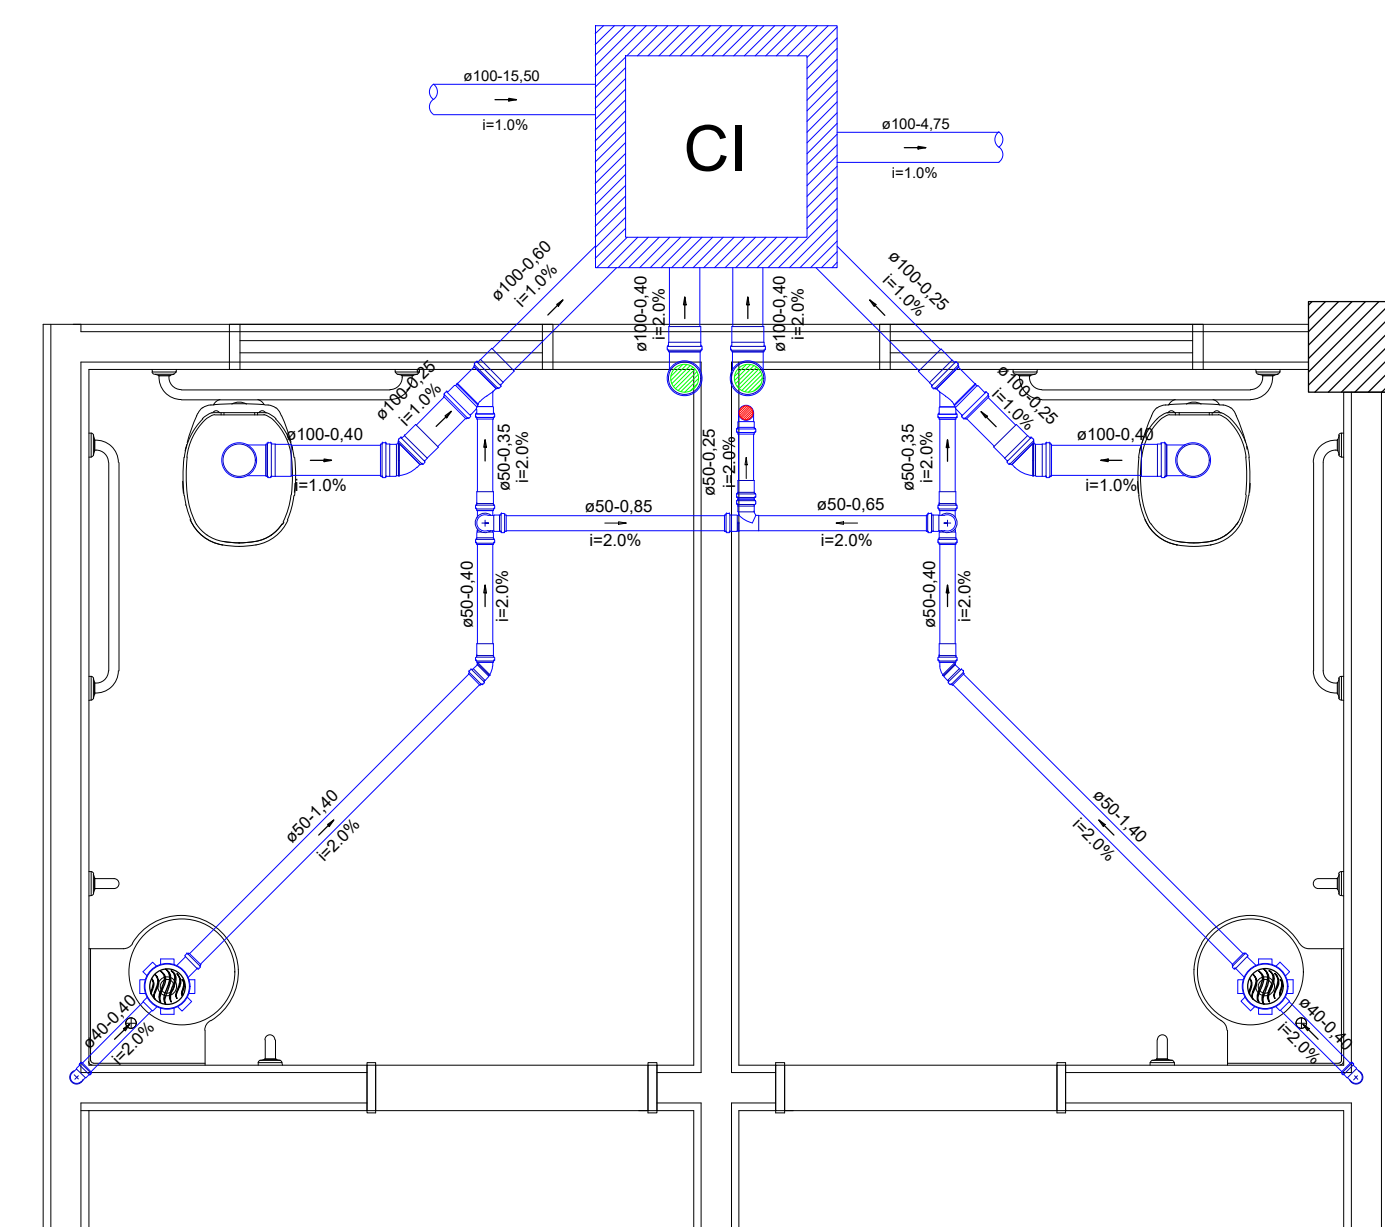 ø100-15,50
i=1.0%
CI
ø100-4,75
i=1.0%
ø100-0,60
i=1.0%
ø100-0,40
i=2.0%
ø100-0,40
i=2.0%
ø100-0,25
i=1.0%
ø100-0,25
i=1.0%
ø100-0,25
i=1.0%
ø100-0,40
i=1.0%
ø50-0,35
i=2.0%
ø50-0,25
i=2.0%
ø50-0,35
i=2.0%
ø100-0,40
i=1.0%
ø50-0,85
i=2.0%
ø50-0,65
i=2.0%
ø50-0,40
i=2.0%
ø50-0,40
i=2.0%
ø50-1,40
i=2.0%
ø50-1,40
i=2.0%
ø40-0,40
i=2.0%
ø40-0,40
i=2.0%